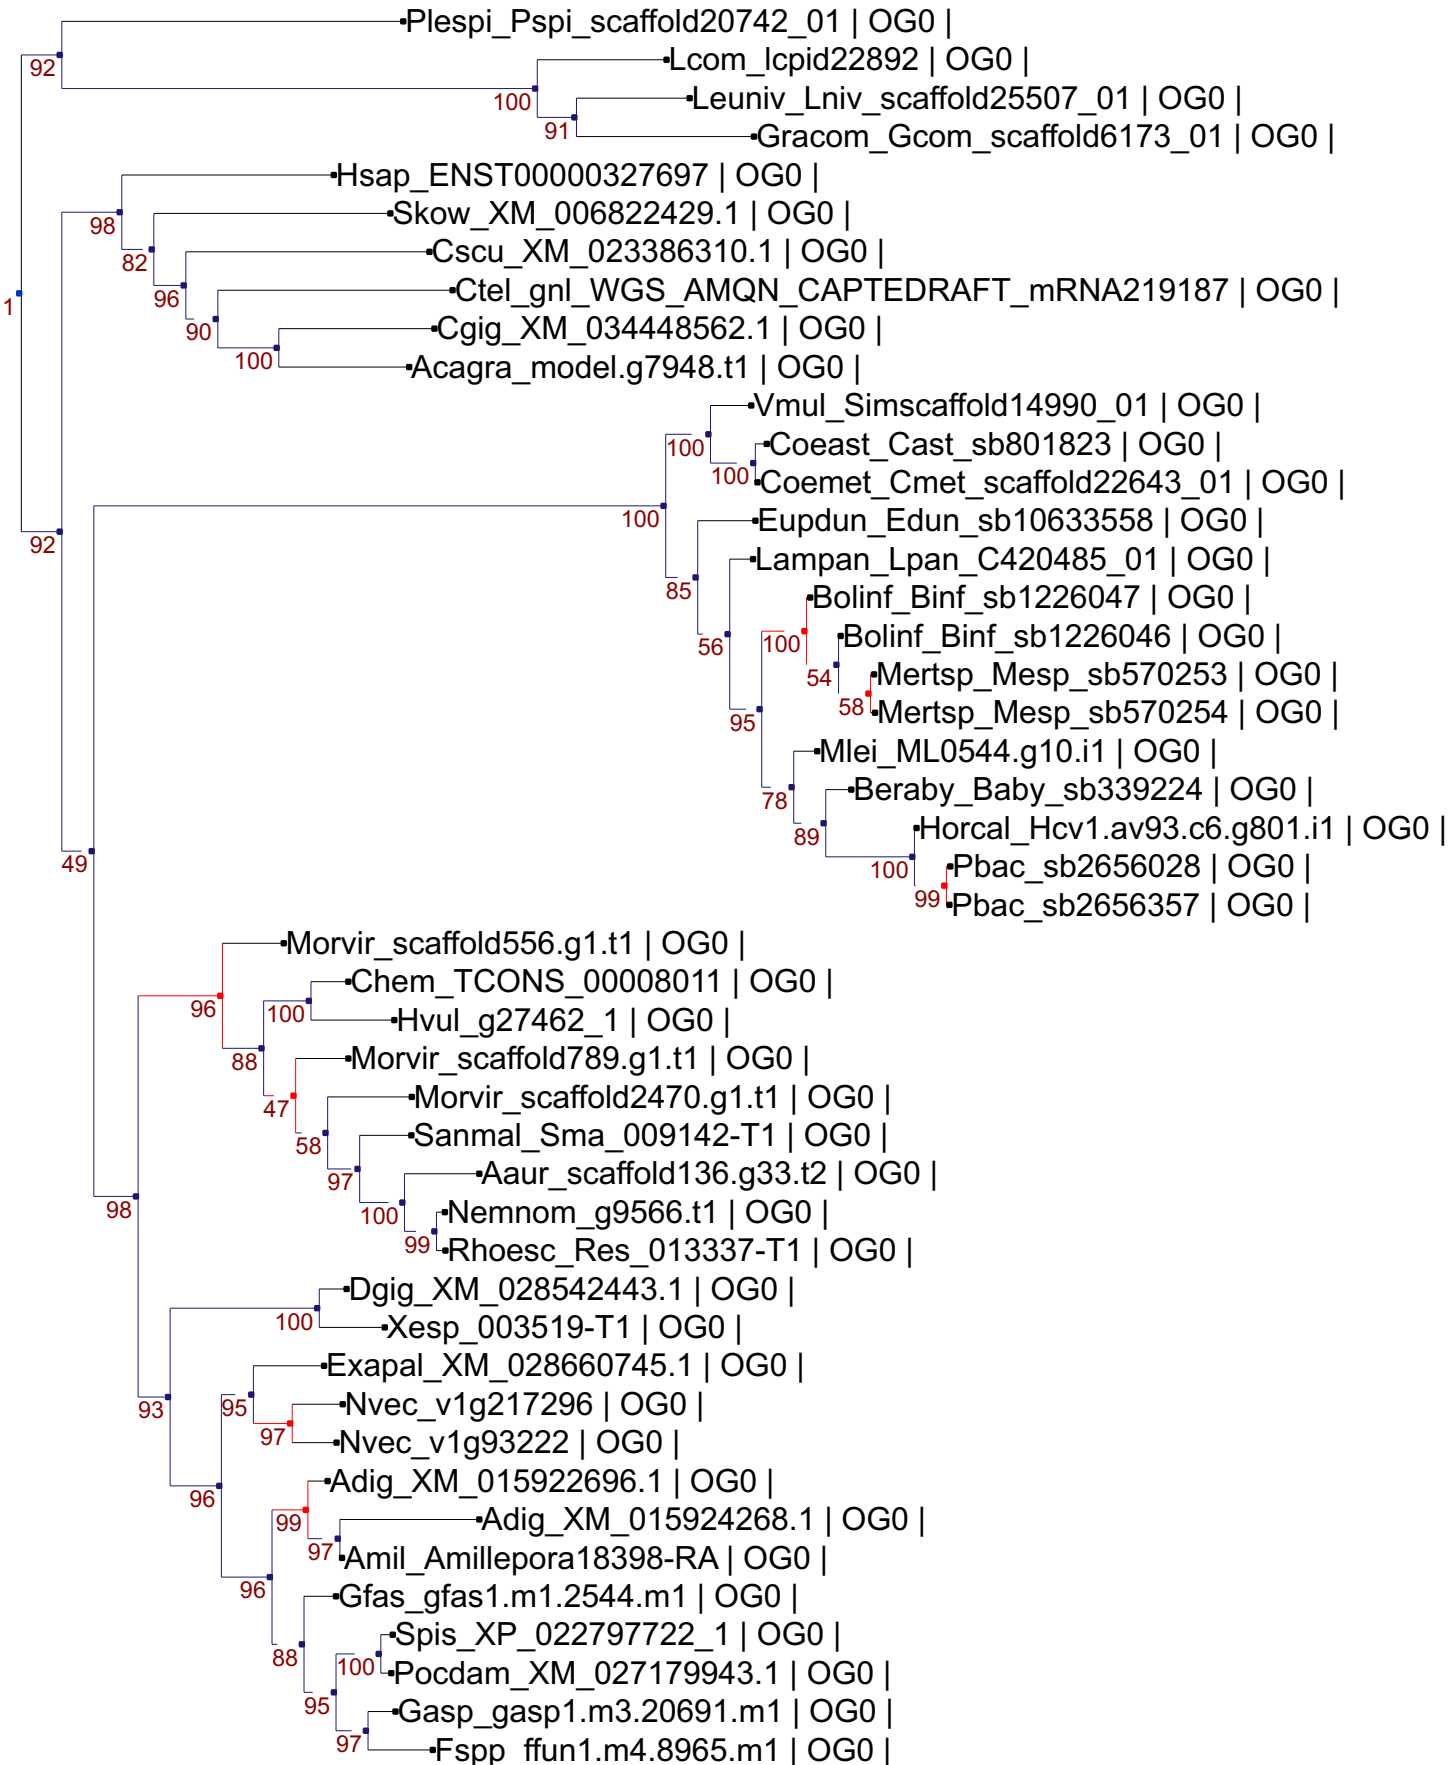 Plespi_Pspi_scaffold20742_01 | OG0 |
92
Lcom_lcpid22892 | OG0 |
100
Leuniv_Lniv_scaffold25507_01 | OG0 |
91
Gracom_Gcom_scaffold6173_01 | OG0 |
Hsap_ENST00000327697 | OG0 |
98
Skow_XM_006822429.1 | OG0 |
82
Cscu_XM_023386310.1 | OG0 |
96
1
Ctel_gnl_WGS_AMQN_CAPTEDRAFT_mRNA219187 | OG0 |
90
Cgig_XM_034448562.1 | OG0 |
100
Acagra_model.g7948.t1 | OG0 |
Vmul_Simscaffold14990_01 | OG0 |
100
Coeast_Cast_sb801823 | OG0 |
100
Coemet_Cmet_scaffold22643_01 | OG0 |
100
Eupdun_Edun_sb10633558 | OG0 |
92
Lampan_Lpan_C420485_01 | OG0 |
85
Bolinf_Binf_sb1226047 | OG0 |
56
100
Bolinf_Binf_sb1226046 | OG0 |
54
Mertsp_Mesp_sb570253 | OG0 |
58
Mertsp_Mesp_sb570254 | OG0 |
95
Mlei_ML0544.g10.i1 | OG0 |
78
Beraby_Baby_sb339224 | OG0 |
89
Horcal_Hcv1.av93.c6.g801.i1 | OG0 |
49
100
Pbac_sb2656028 | OG0 |
99
Pbac_sb2656357 | OG0 |
Morvir_scaffold556.g1.t1 | OG0 |
96
Chem_TCONS_00008011 | OG0 |
100
Hvul_g27462_1 | OG0 |
88
Morvir_scaffold789.g1.t1 | OG0 |
47
Morvir_scaffold2470.g1.t1 | OG0 |
58
Sanmal_Sma_009142-T1 | OG0 |
97
Aaur_scaffold136.g33.t2 | OG0 |
98
100
Nemnom_g9566.t1 | OG0 |
99
Rhoesc_Res_013337-T1 | OG0 |
Dgig_XM_028542443.1 | OG0 |
100
Xesp_003519-T1 | OG0 |
Exapal_XM_028660745.1 | OG0 |
93
95
Nvec_v1g217296 | OG0 |
97
Nvec_v1g93222 | OG0 |
96
Adig_XM_015922696.1 | OG0 |
99
Adig_XM_015924268.1 | OG0 |
97
Amil_Amillepora18398-RA | OG0 |
96
Gfas_gfas1.m1.2544.m1 | OG0 |
88
Spis_XP_022797722_1 | OG0 |
100
Pocdam_XM_027179943.1 | OG0 |
95
Gasp_gasp1.m3.20691.m1 | OG0 |
97
Fspp_ffun1.m4.8965.m1 | OG0 |